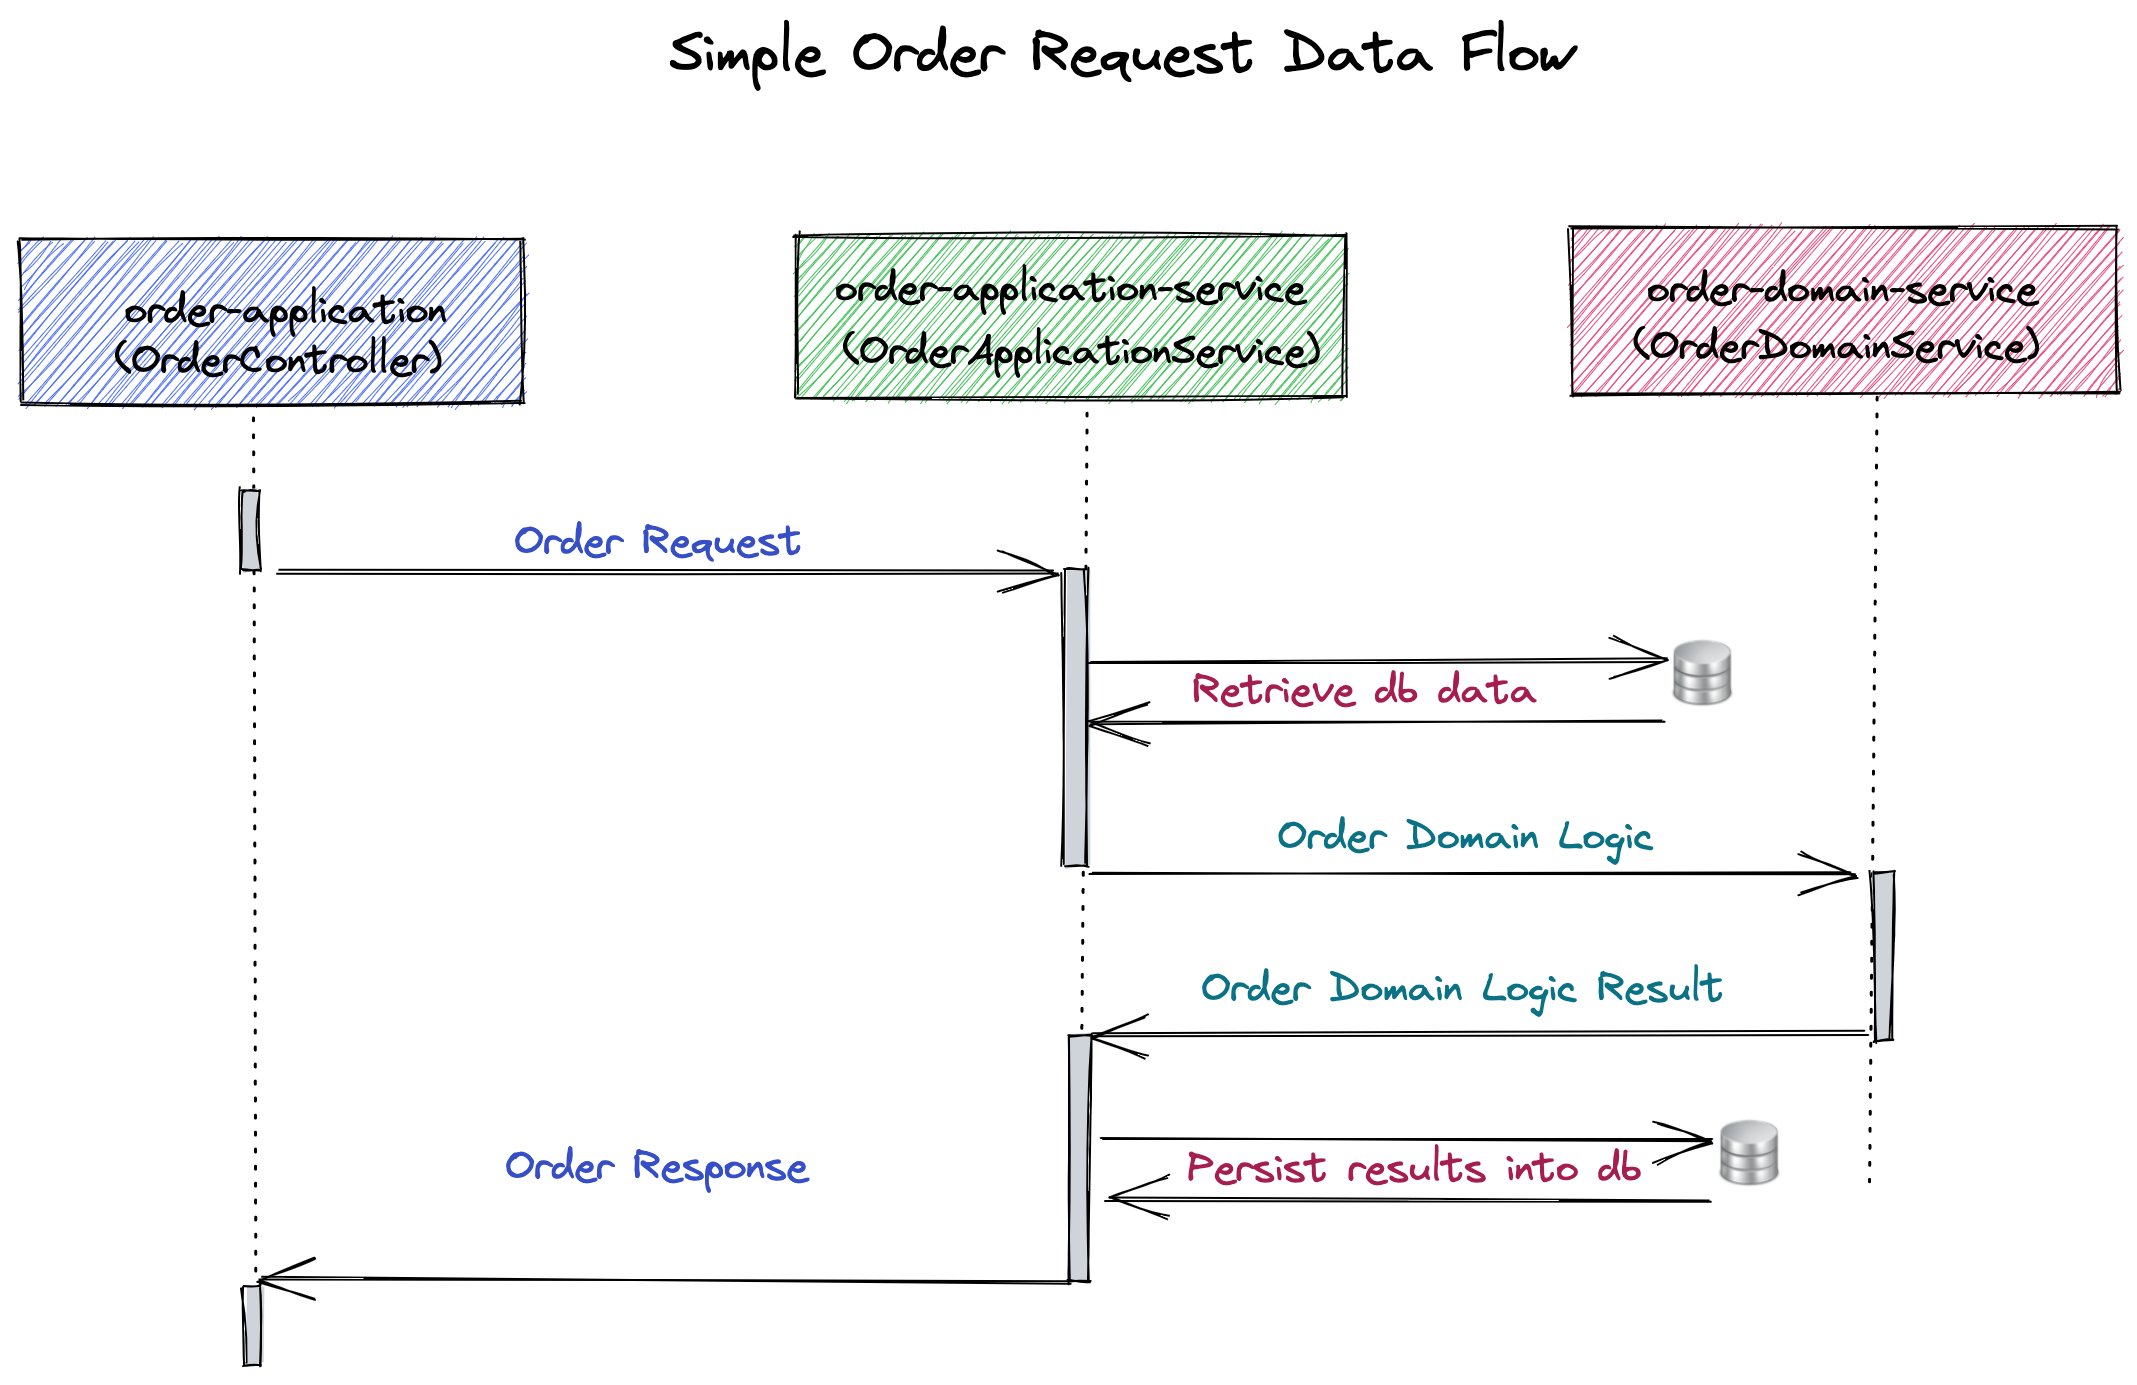 Simple Order Request Data Flow
order-application
(OrderController)
order-application-service
(OrderApplicationService)
order-domain-service
(OrderDomainService)
Order Request
Retrieve db data
Order Domain Logic
Order Domain Logic Result
Order Response
Persist results into db